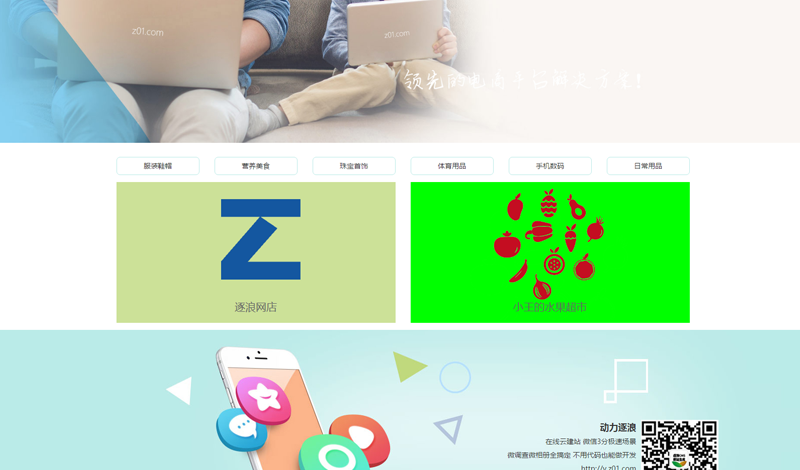 z01.com
z01.com
领先的电商平台解决方案!
服装鞋帽
营养美食
珠宝首饰
体育用品
手机数码
日常用品
逐浪网店
小王的水果超市
动力逐浪
在线云建站 微信3分极速场景
微调查微相册全搞定 不用代码也能做开发
http://v.z01.com